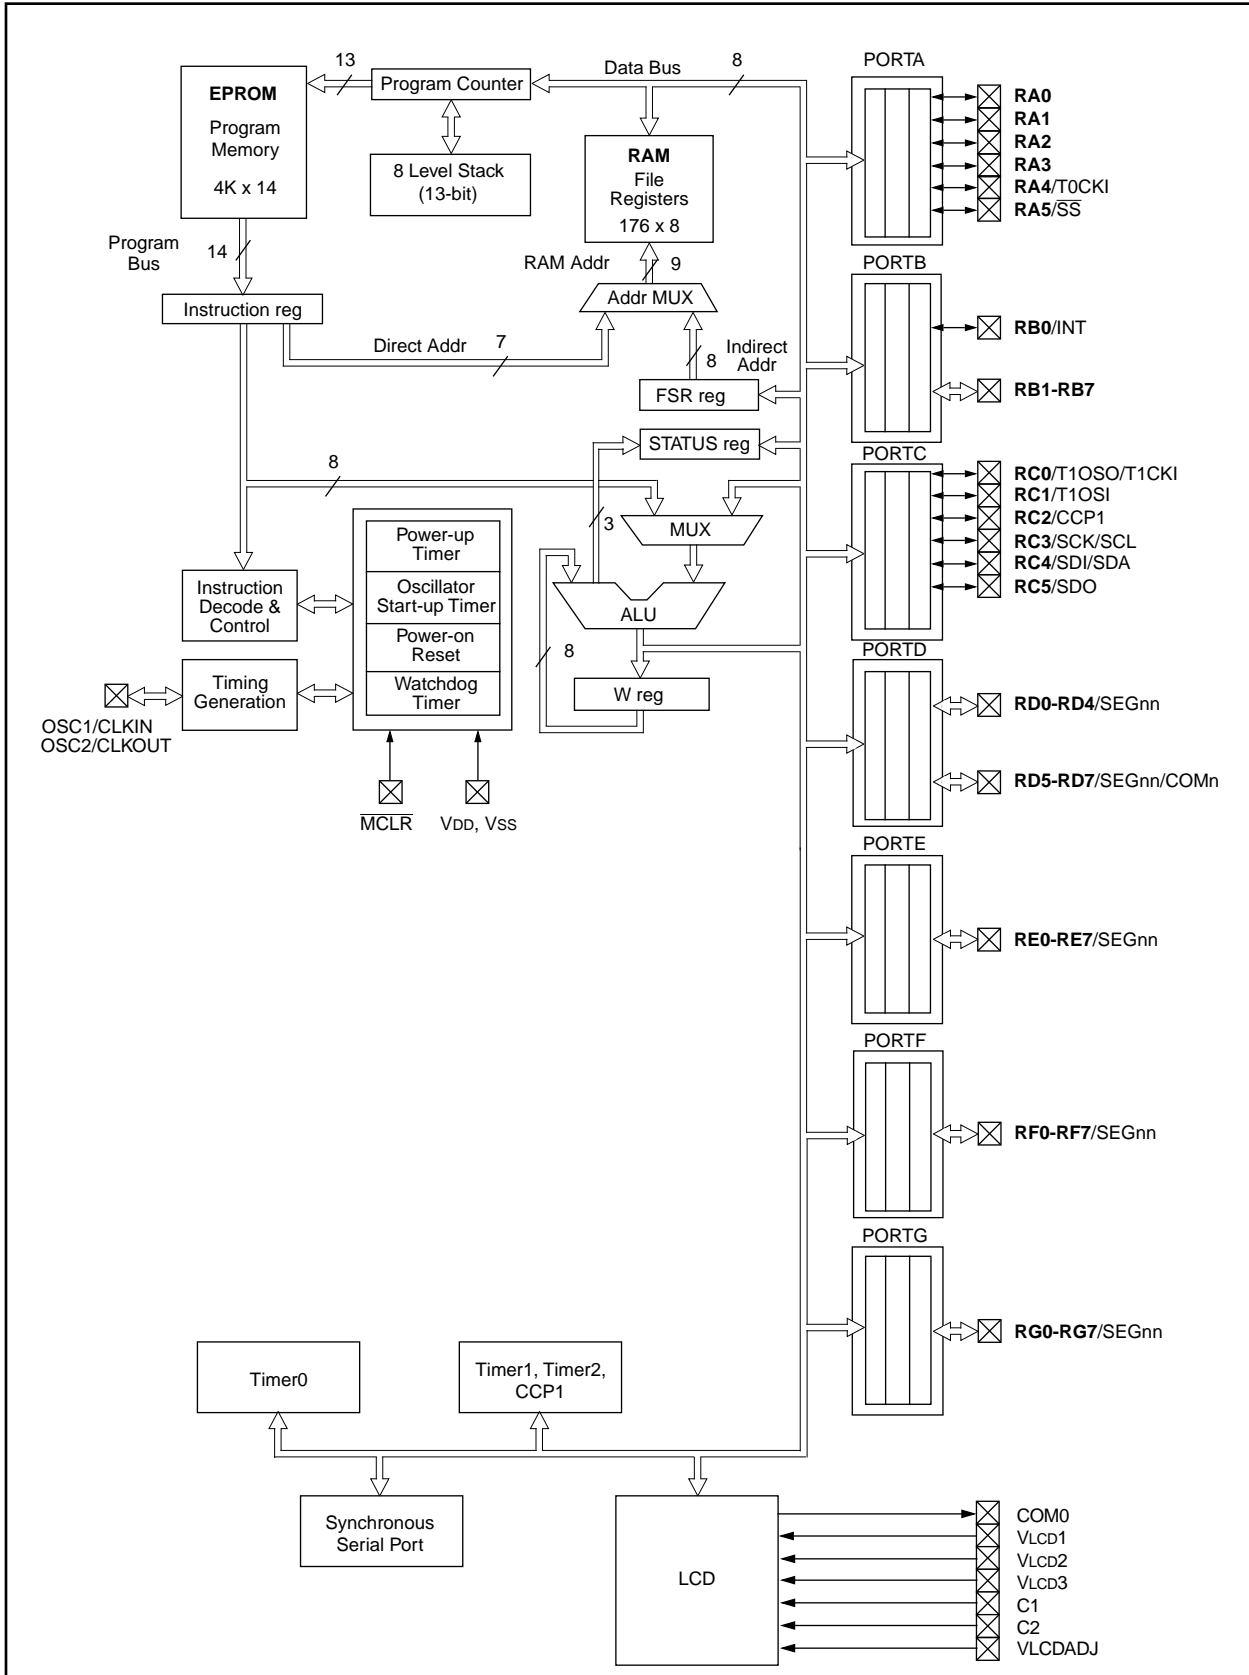 EPROM
Program
Memory
4K x 14
13
Program Counter
8 Level Stack
(13-bit)
Data Bus
8
RAM
File
Registers
176 x 8
Program
Bus
14
RAM Addr
9
Addr MUX
Instruction reg
Direct Addr
7
8
Indirect
Addr
FSR reg
STATUS reg
8
3
MUX
Power-up
Timer
Oscillator
Start-up Timer
Power-on
Reset
Watchdog
Timer
Instruction
Decode &
Control
Timing
Generation
OSC1/CLKIN
OSC2/CLKOUT
MCLR
VDD, VSS
ALU
8
W reg
PORTA
RA0
RA1
RA2
RA3
RA4/T0CKI
RA5/SS
PORTB
RB0/INT
RB1-RB7
PORTC
RC0/T1OSO/T1CKI
RC1/T1OSI
RC2/CCP1
RC3/SCK/SCL
RC4/SDI/SDA
RC5/SDO
PORTD
RD0-RD4/SEGnn
RD5-RD7/SEGnn/COMn
PORTE
RE0-RE7/SEGnn
PORTF
RF0-RF7/SEGnn
PORTG
RG0-RG7/SEGnn
Timer0
Timer1, Timer2,
CCP1
Synchronous
Serial Port
LCD
COM0
VLCD1
VLCD2
VLCD3
C1
C2
VLCDADJ